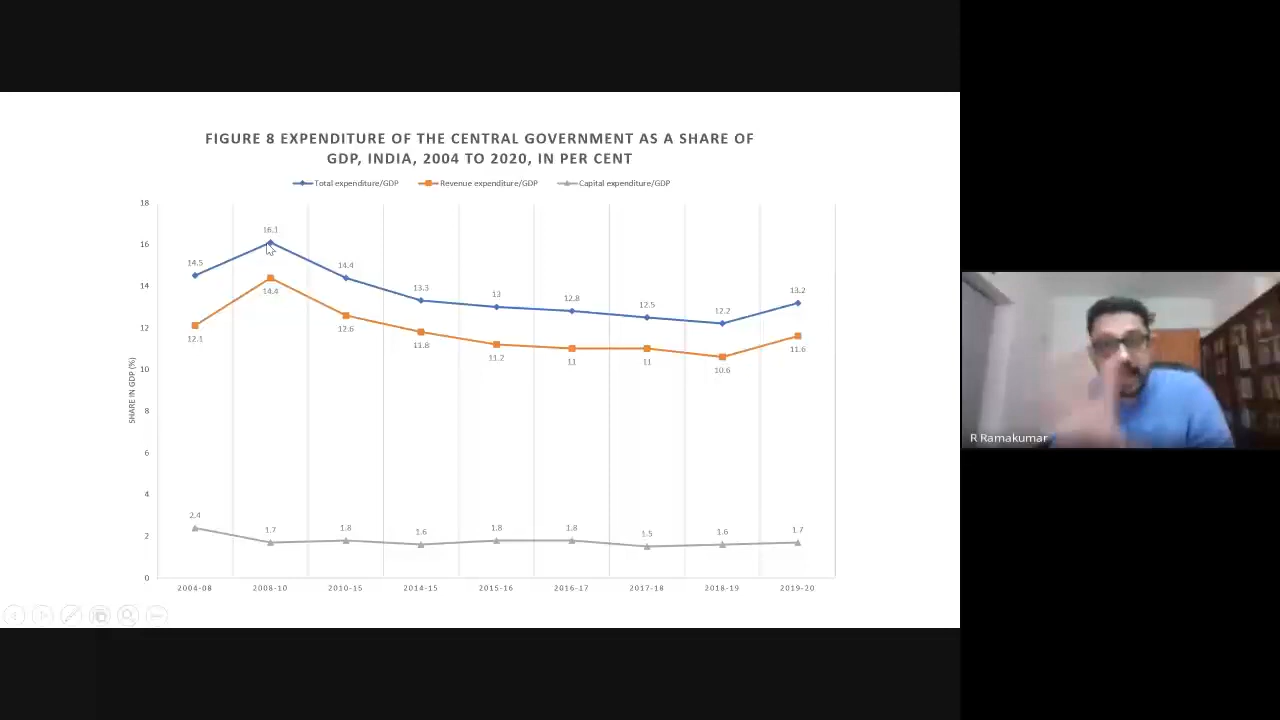 FIGURE 8 EXPENDITURE OF THE CENTRAL GOVERNMENT AS A SHARE OF
GDP, INDIA, 2004 TO 2020, IN PER CENT
Total expenditure/GDP Revenue expenditure/GDP Capital expenditure/GDP
SHARE IN GDP (%)
18
16
14
12
10
8
6
4
2
0
14.5 16.1 14.4 13.3 13 12.8 12.5 12.2 13.2
12.1 14.4 12.6 11.8 11.2 11 11 10.6 11.6
2.4 1.7 1.8 1.6 1.8 1.8 1.5 1.6 1.7
2004-08 2008-10 2010-15 2014-15 2015-16 2016-17 2017-18 2018-19 2019-20
R Ramakumar